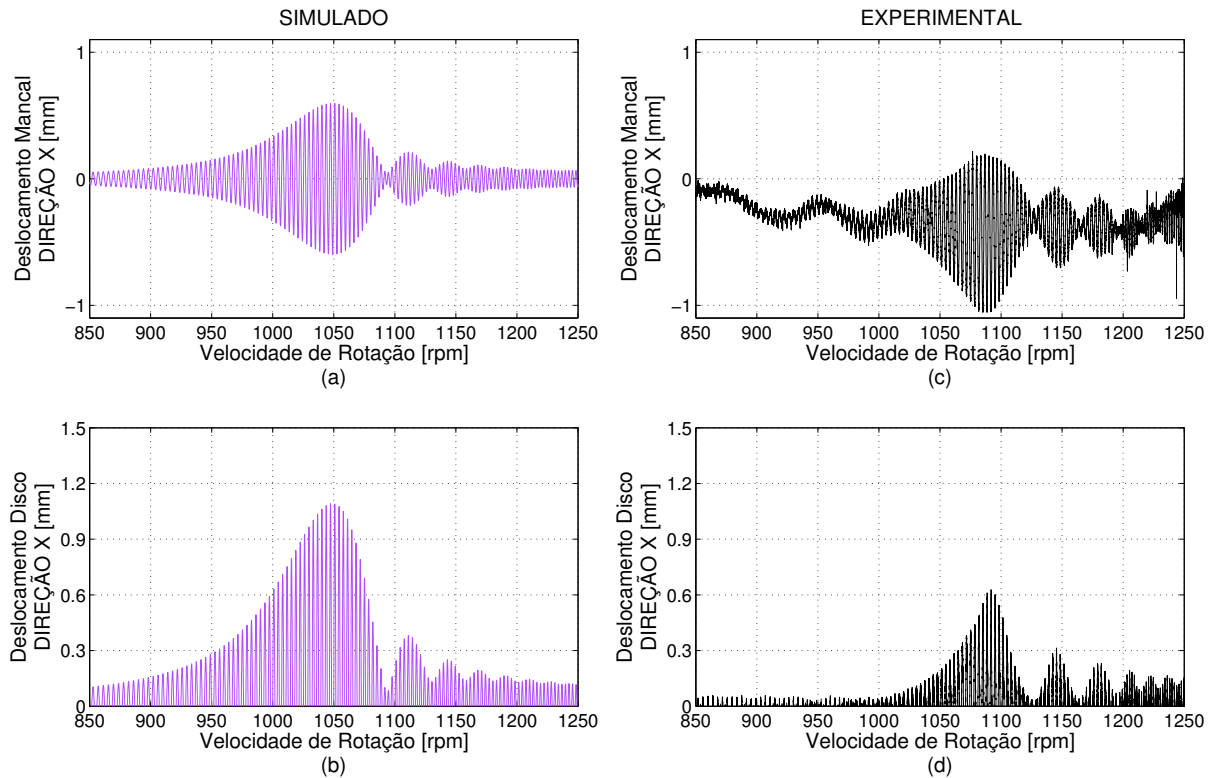 SIMULADO
Deslocamento Mancal
DIREÇÃO X [mm]
1
0
−1
850 900 950 1000 1050 1100 1150 1200 1250
Velocidade de Rotação [rpm]
(a)
EXPERIMENTAL
Deslocamento Mancal
DIREÇÃO X [mm]
1
0
−1
850 900 950 1000 1050 1100 1150 1200 1250
Velocidade de Rotação [rpm]
(c)
Deslocamento Disco
DIREÇÃO X [mm]
1.5
1.2
0.9
0.6
0.3
0
850 900 950 1000 1050 1100 1150 1200 1250
Velocidade de Rotação [rpm]
(b)
Deslocamento Disco
DIREÇÃO X [mm]
1.5
1.2
0.9
0.6
0.3
0
850 900 950 1000 1050 1100 1150 1200 1250
Velocidade de Rotação [rpm]
(d)